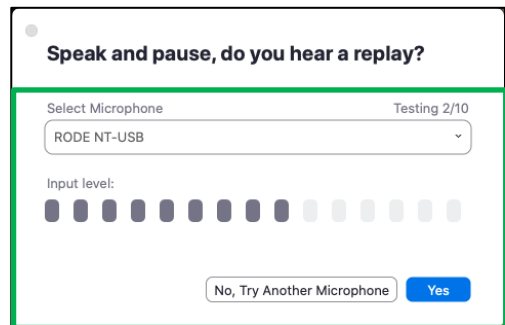 Speak and pause, do you hear a replay?
Select Microphone Testing 2/10
RODE NT-USB
Input level:
No, Try Another Microphone Yes